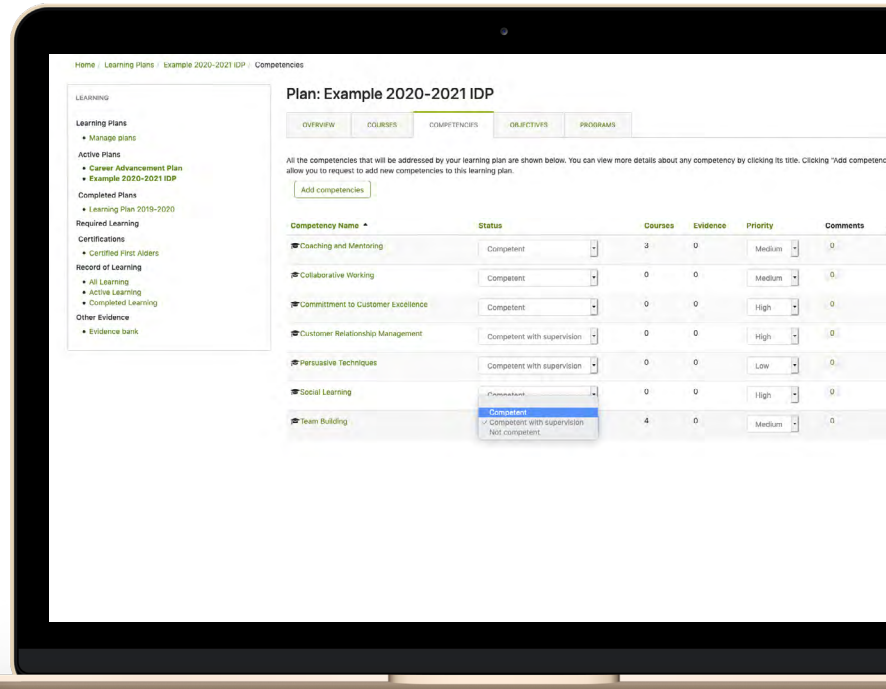 Home / Learning Plans / Example 2020-2021 IDP / Competencies
LEARNING
Learning Plans
• Manage plans
Active Plans
• Career Advancement Plan
• Example 2020-2021 IDP
Completed Plans
• Learning Plan 2019-2020
Required Learning
Certifications
• Certified First Aiders
Record of Learning
• All Learning
• Active Learning
• Completed Learning
Other Evidence
• Evidence bank
Plan: Example 2020-2021 IDP
OVERVIEW COURSES COMPETENCIES OBJECTIVES PROGRAMS
All the competencies that will be addressed by your learning plan are shown below. You can view more details about any competency by clicking its title. Clicking "Add competenc
allow you to request to add new competencies to this learning plan.
Add competencies
Competency Name Status Courses Evidence Priority Comments
Coaching and Mentoring Competent 3 0 Medium 0
Collaborative Working Competent 0 0 Medium 0
Committment to Customer Excellence Competent 0 0 High 0
Customer Relationship Management Competent with supervision 0 0 High 0
Persuasive Techniques Competent with supervision 0 0 Low 0
Social Learning Competent 0 0 High 0
Competent
Team Building ✓ Competent with supervision 4 0 Medium 0
Not competent